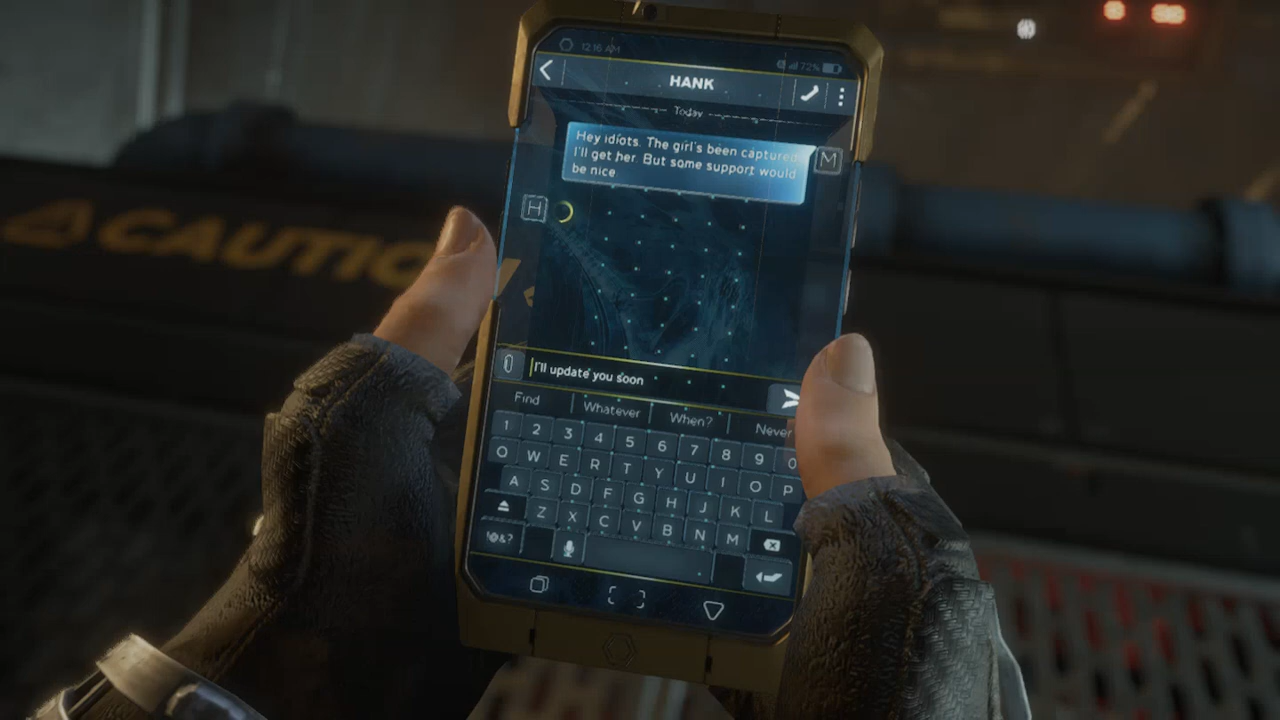 12:16 AM
72%
HANK
Today
Hey idiots. The girl's been captured
I'll get her. But some support would
be nice
M
H
CAUTIO
I'll update you soon
Find Whatever When? Never
1 2 3 4 5 6 7 8 9 0
O W E R T Y U I O P
A S D F G H J K L
Z X C V B N M
!@&?